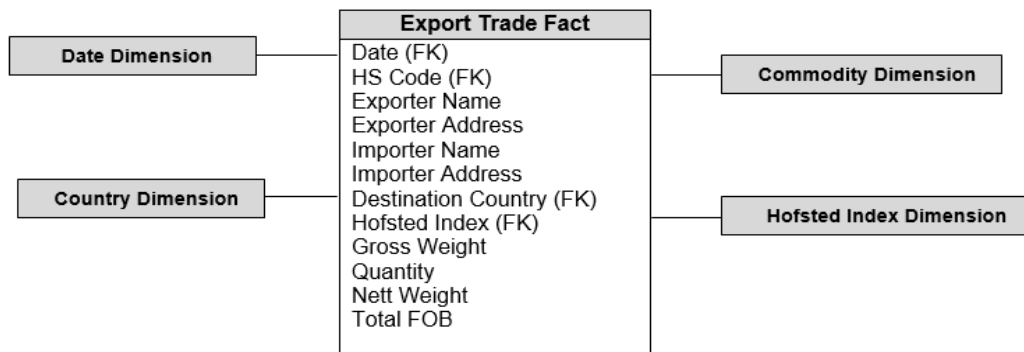 Export Trade Fact
Date Dimension
Date (FK)
HS Code (FK)
Exporter Name
Exporter Address
Importer Name
Importer Address
Destination Country (FK)
Hofsted Index (FK)
Gross Weight
Quantity
Nett Weight
Total FOB
Commodity Dimension
Country Dimension
Hofsted Index Dimension